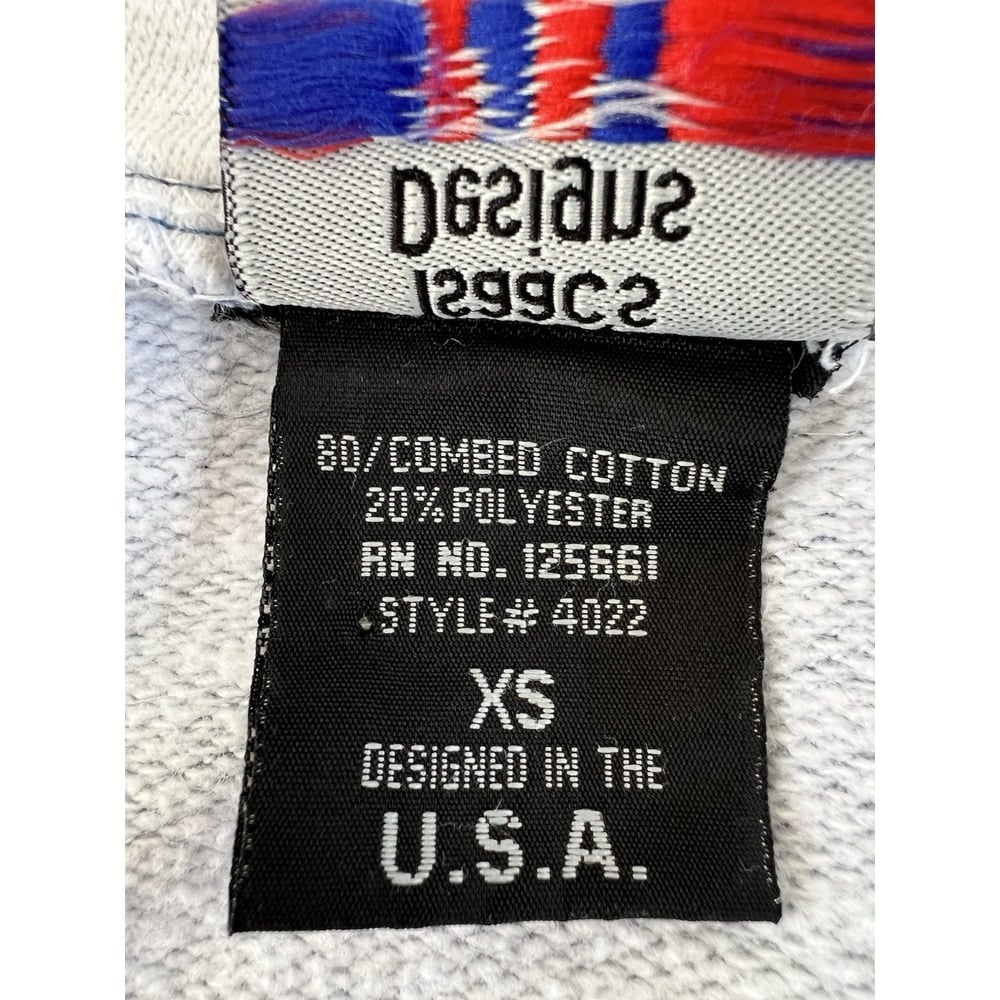 Designs
Isaacs
80/COMBED COTTON
20%POLYESTER
RN NO. 125661
STYLE# 4022
XS
DESIGNED IN THE
U.S.A.